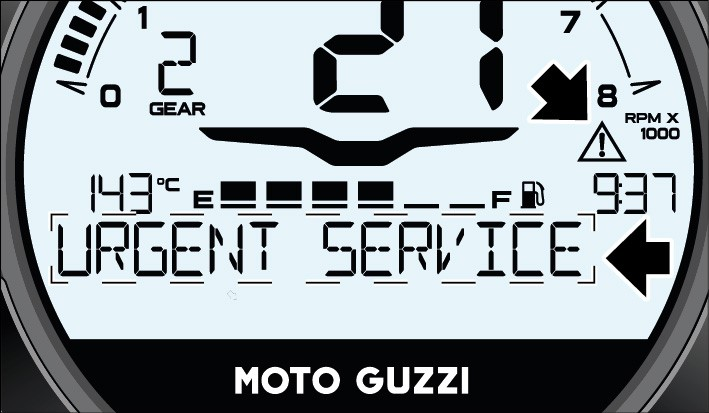 1
7
2
21
0
GEAR
8
RPM X
1000
143°C
E
F
9:37
URGENT SERVICE
MOTO GUZZI